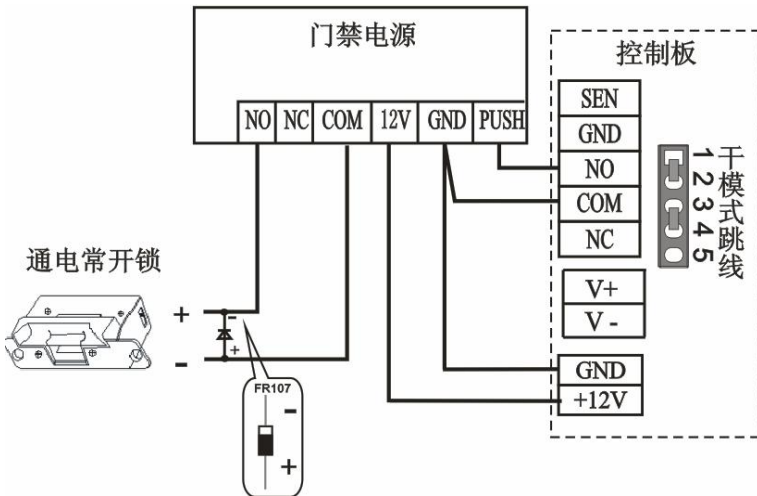 门禁电源
NO NC COM 12V GND PUSH
控制板
SEN
GND
NO
COM
NC
1 2 3 4 5
干模式跳线
V+
V -
GND
+12V
通电常开锁
+
-
-
+
FR107
-
+